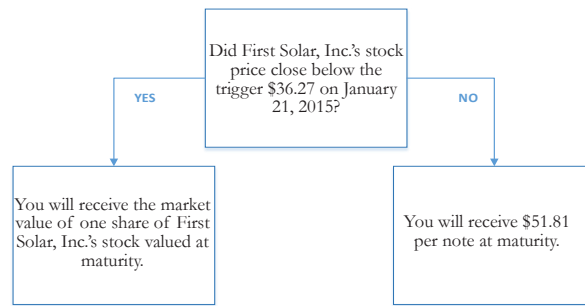 Did First Solar, Inc.'s stock
price close below the
trigger $36.27 on January
21, 2015?
YES
NO
You will receive the market
value of one share of First
Solar, Inc.'s stock valued at
maturity.
You will receive $51.81
per note at maturity.